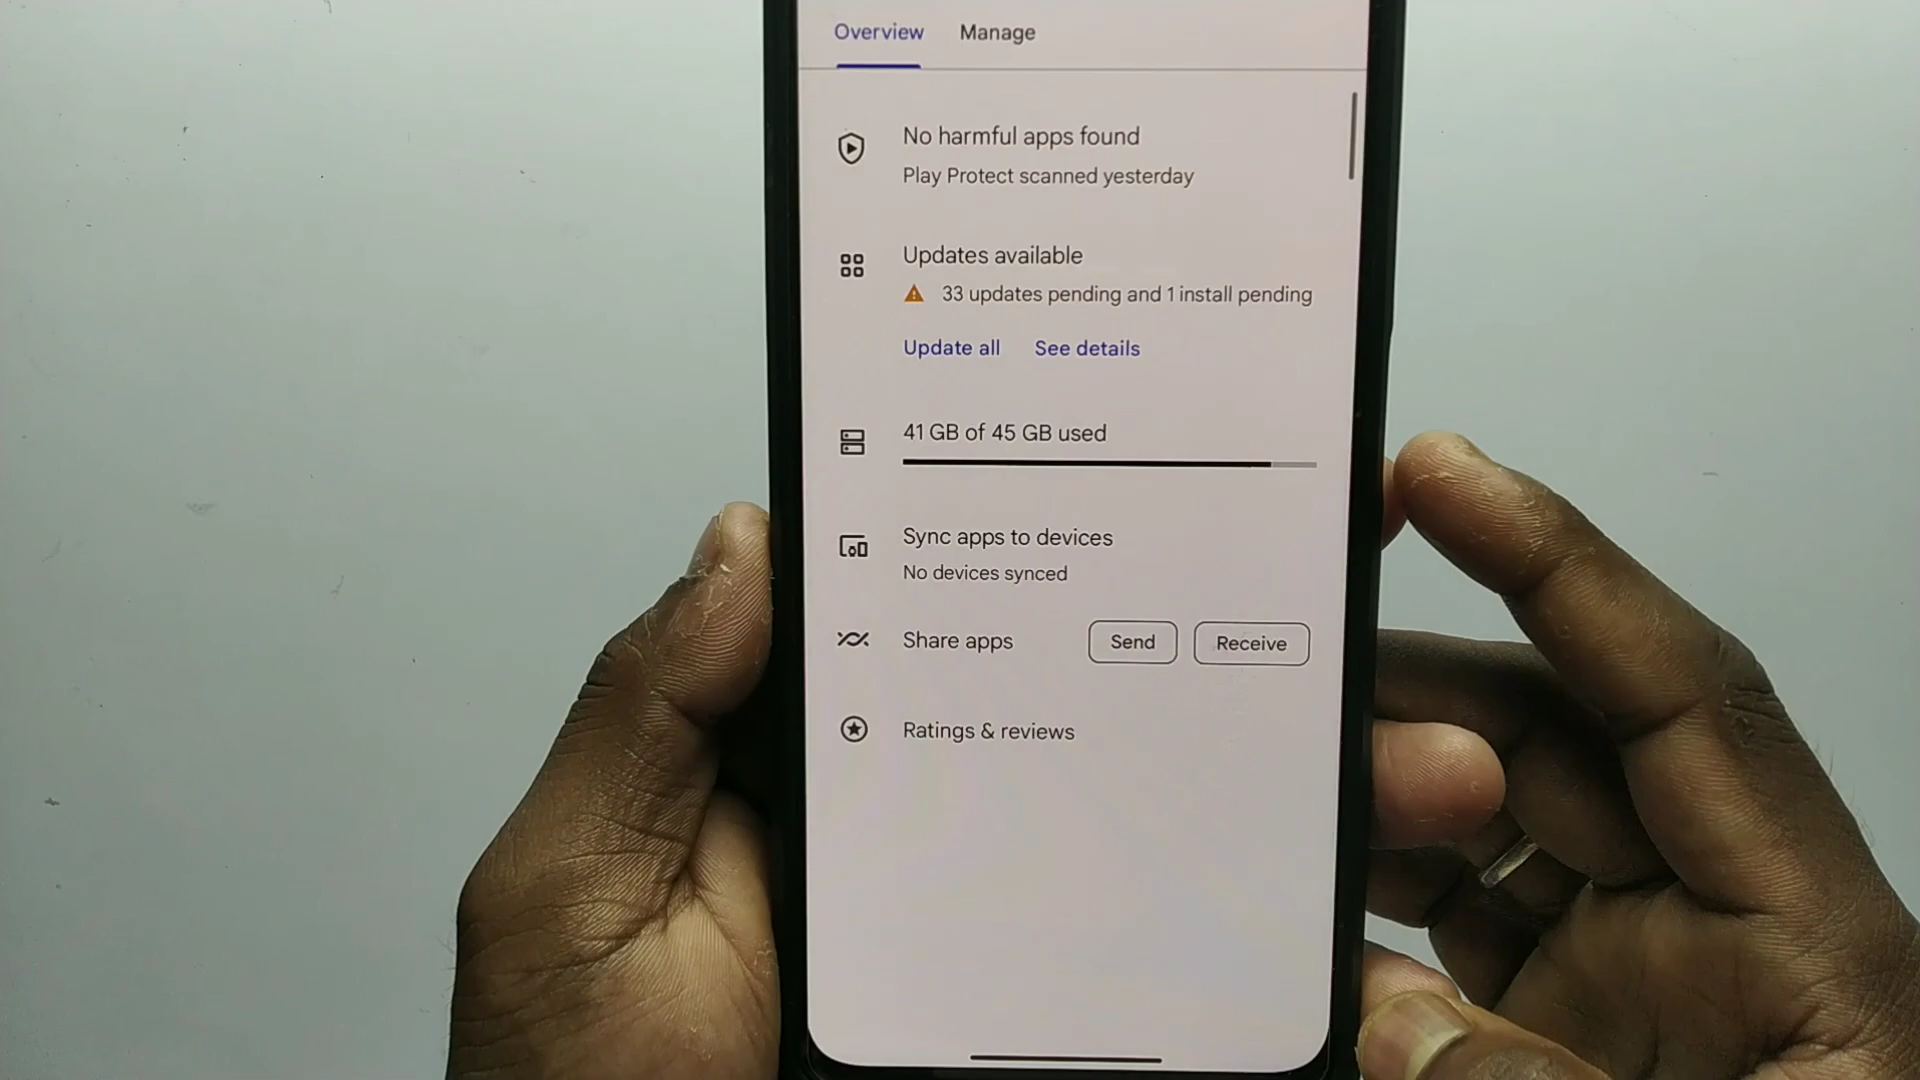 Overview Manage
No harmful apps found
Play Protect scanned yesterday
Updates available
33 updates pending and 1 install pending
Update all See details
41 GB of 45 GB used
Sync apps to devices
No devices synced
Share apps Send Receive
Ratings & reviews